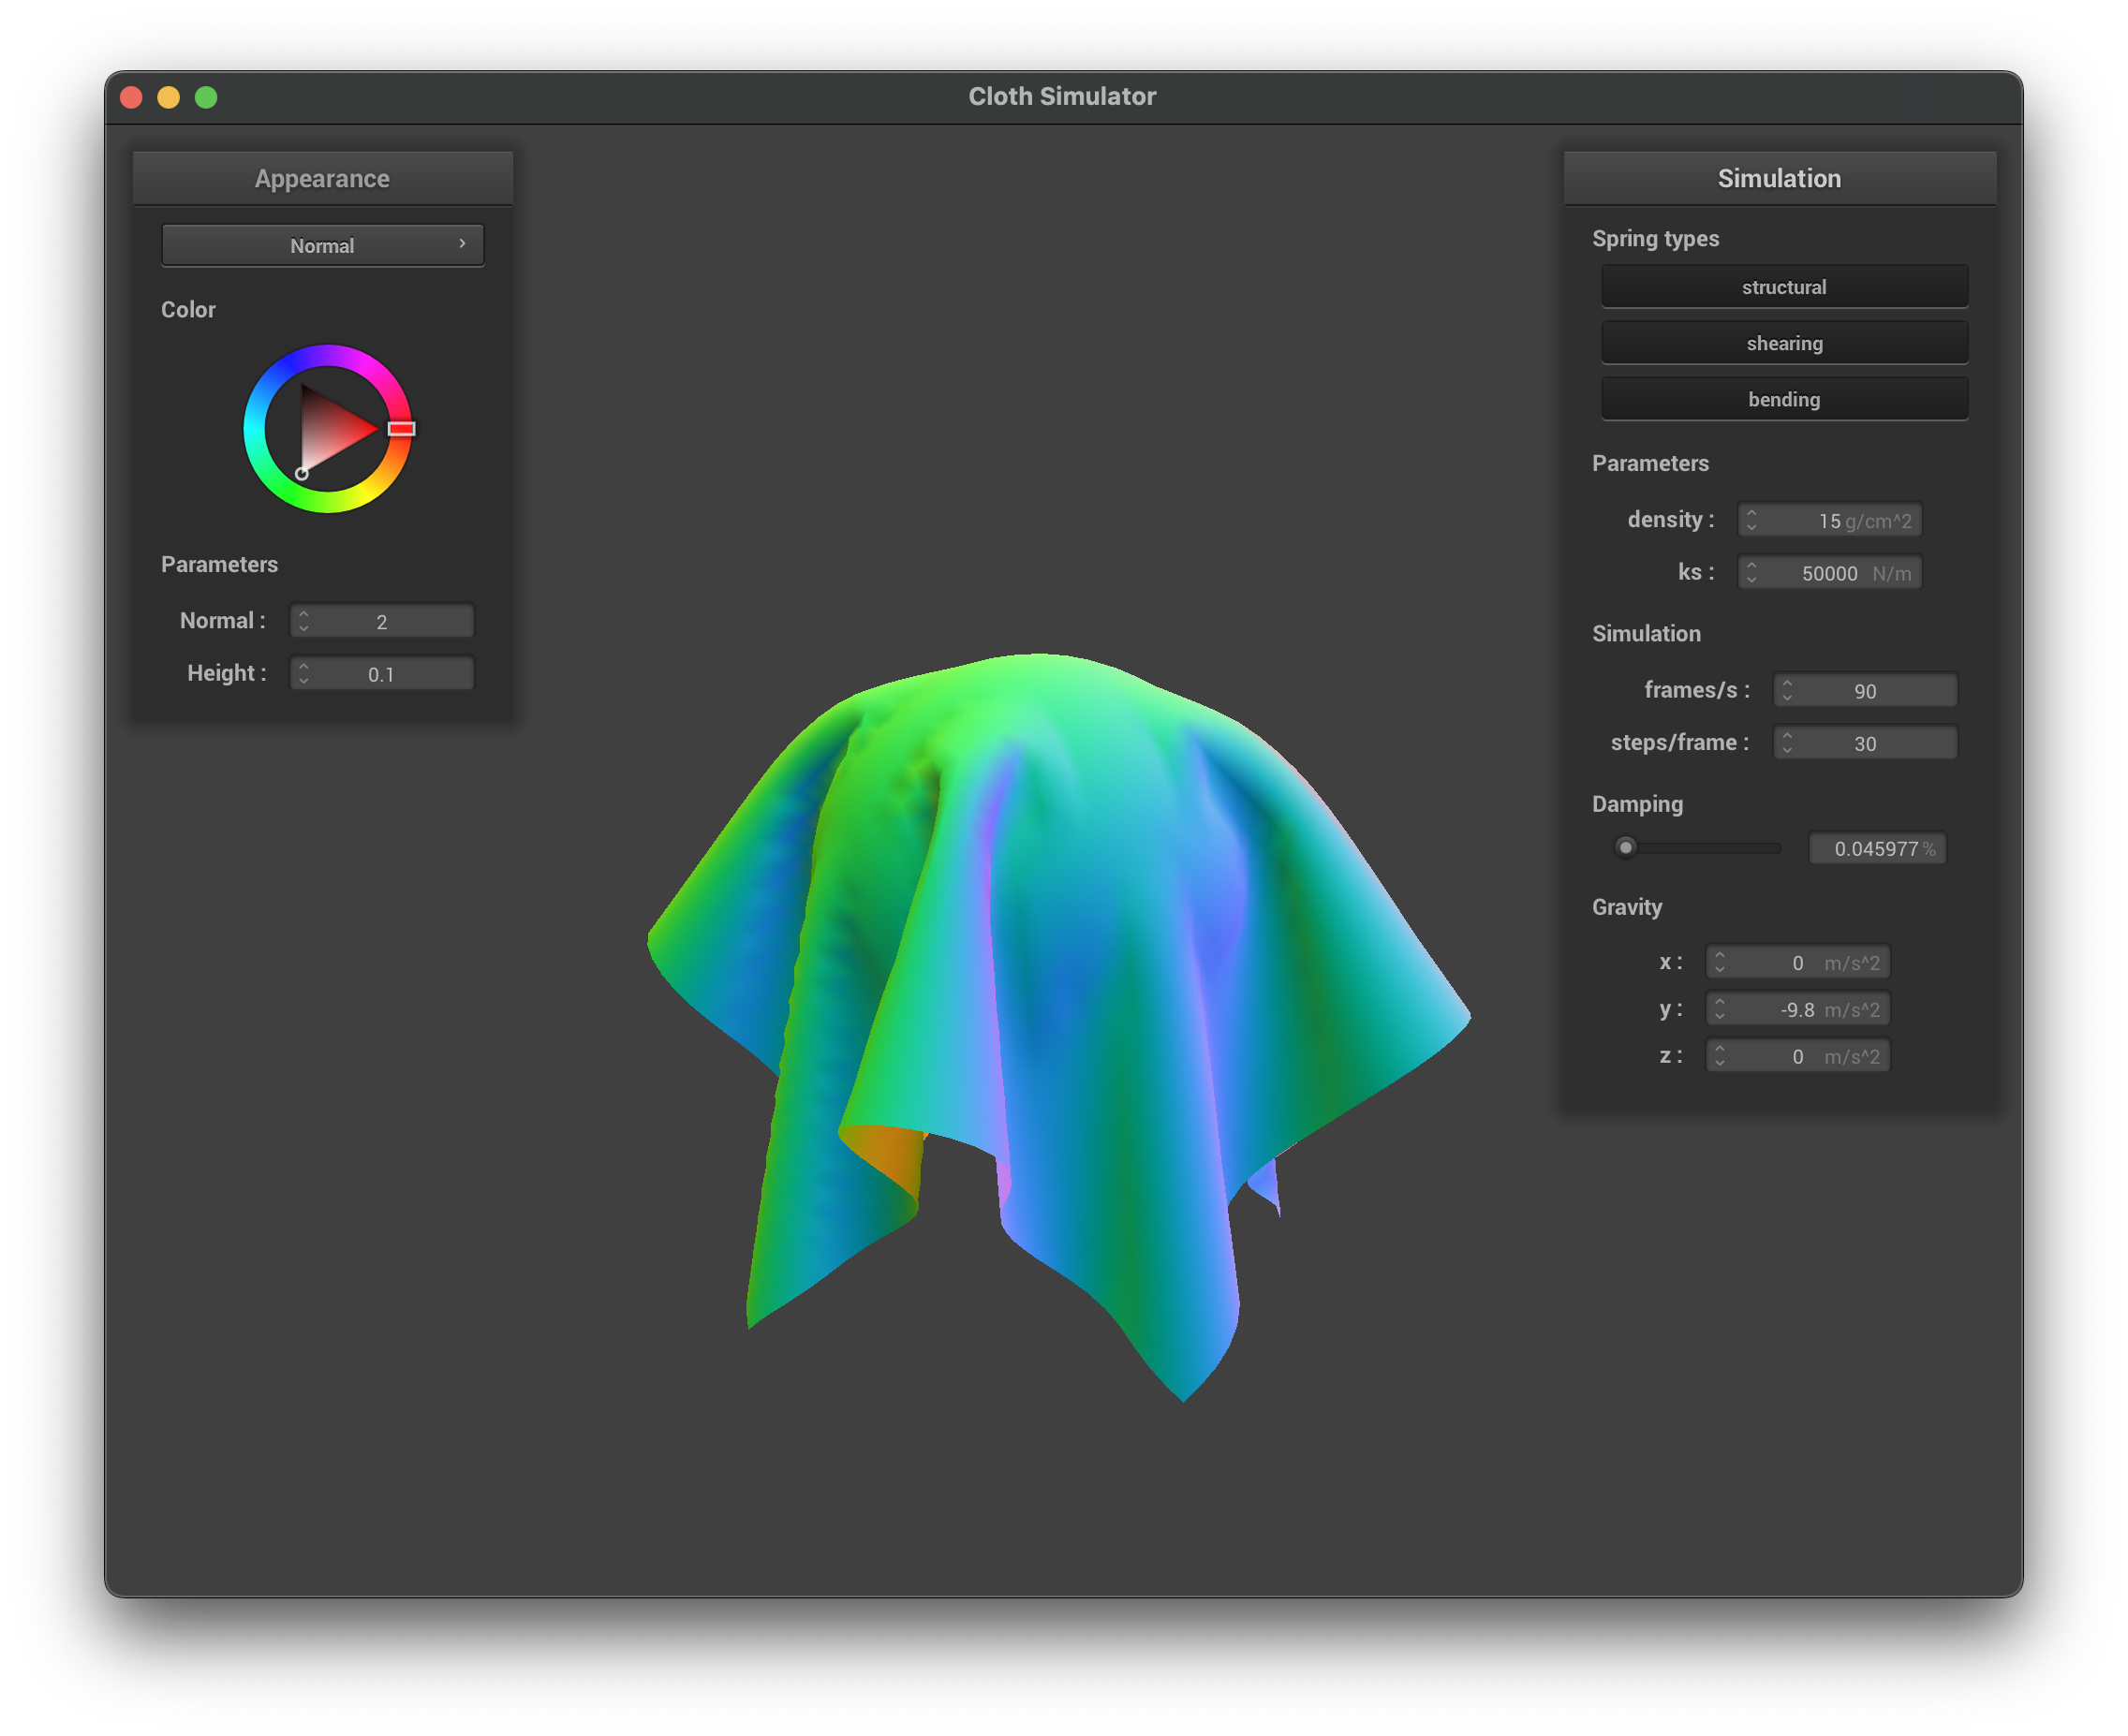 Cloth Simulator
Appearance
Normal
Color
Parameters
Normal : 2
Height : 0.1
Simulation
Spring types
structural
shearing
bending
Parameters
density : 15 g/cm^2
ks : 50000 N/m
Simulation
frames/s : 90
steps/frame : 30
Damping
0.045977 %
Gravity
x : 0 m/s^2
y : -9.8 m/s^2
z : 0 m/s^2